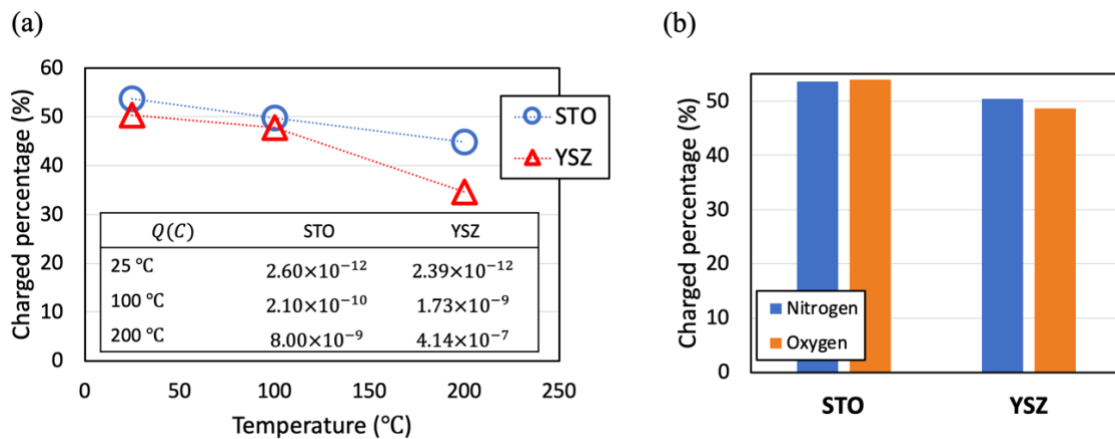 (a)
60
50
40
30
20
10
0
Charged percentage (%)
STO
YSZ
Q(C) STO YSZ
25 °C 2.60×10⁻¹² 2.39×10⁻¹²
100 °C 2.10×10⁻¹⁰ 1.73×10⁻⁹
200 °C 8.00×10⁻⁹ 4.14×10⁻⁷
0 50 100 150 200 250
Temperature (°C)
(b)
50
40
30
20
10
0
Charged percentage (%)
Nitrogen
Oxygen
STO YSZ